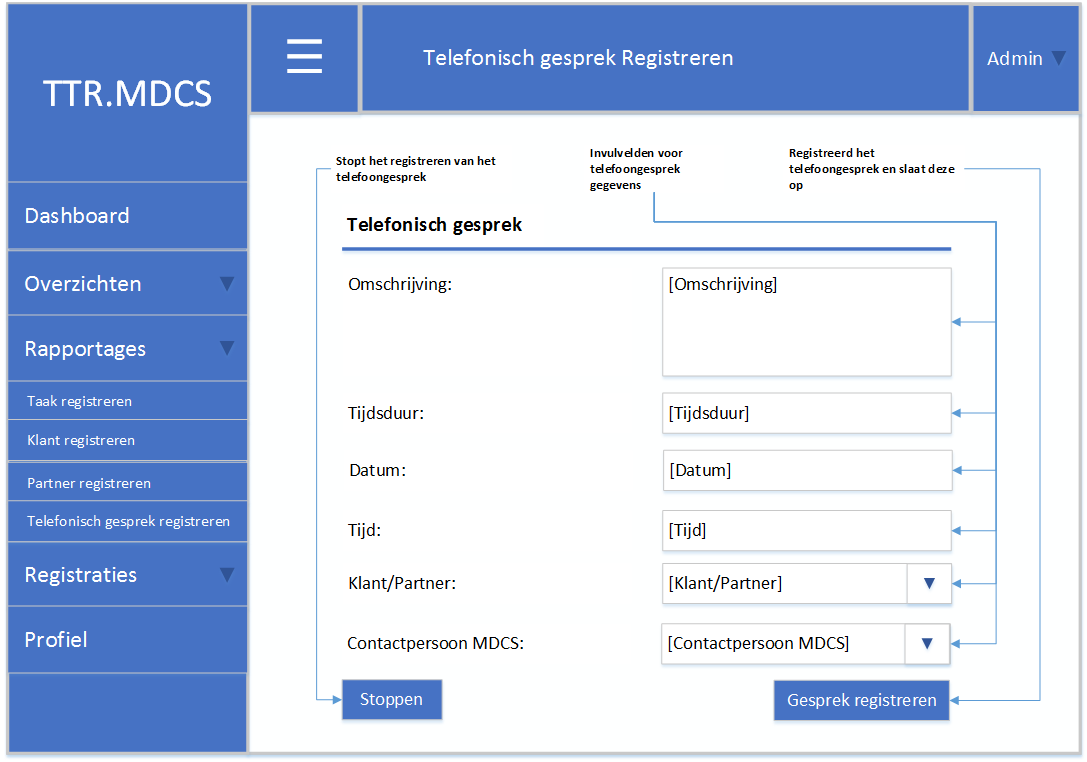 TTR.MDCS
Telefonisch gesprek Registreren
Admin
Dashboard
Overzichten
Rapportages
Taak registreren
Klant registreren
Partner registreren
Telefonisch gesprek registreren
Registraties
Profiel
Stopt het registreren van het
telefoongesprek
Invulvelden voor
telefoongesprek
gegevens
Registreerd het
telefoongesprek en slaat deze
op
Telefonisch gesprek
Omschrijving:
[Omschrijving]
Tijdsduur:
[Tijdsduur]
Datum:
[Datum]
Tijd:
[Tijd]
Klant/Partner:
[Klant/Partner]
Contactpersoon MDCS:
[Contactpersoon MDCS]
Stoppen
Gesprek registreren